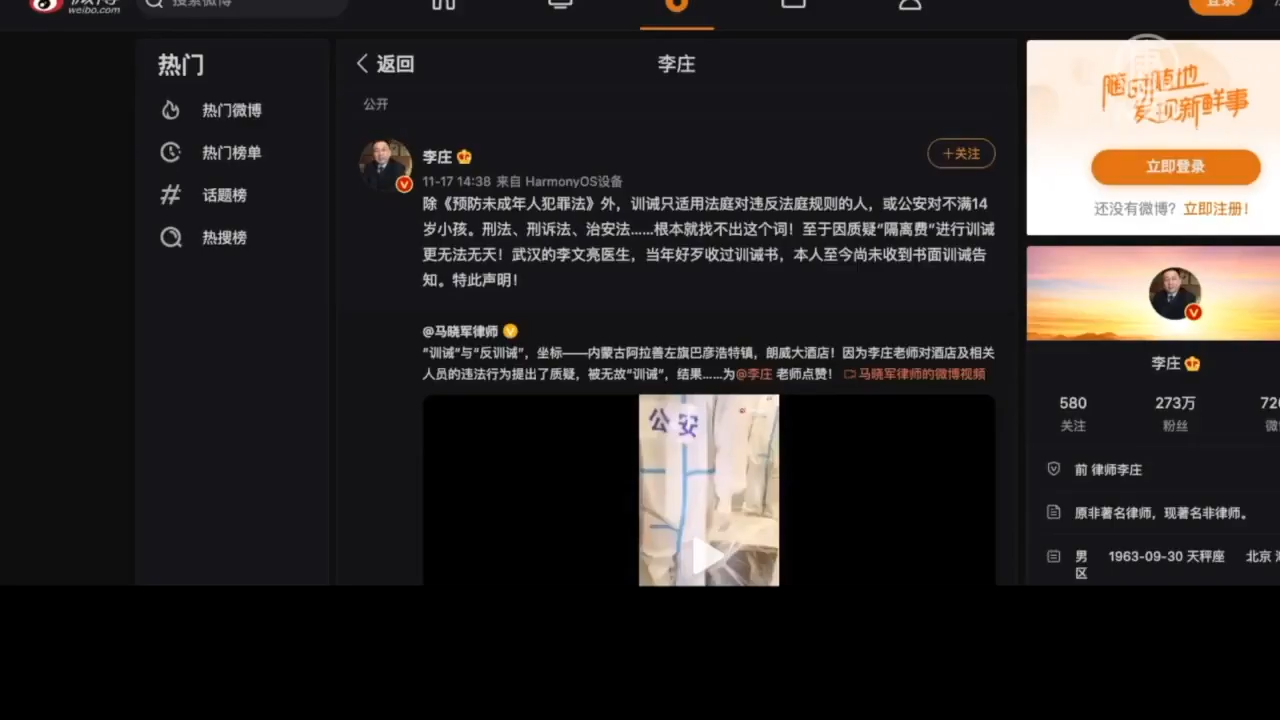 weibo.com
搜索微博
登录
热门
热门微博
热门榜单
话题榜
热搜榜
返回
李庄
公开
李庄
11-17 14:38 来自 HarmonyOS设备
+关注
除《预防未成年人犯罪法》外，训诫只适用法庭对违反法庭规则的人，或公安对不满14
岁小孩。刑法、刑诉法、治安法……根本就找不出这个词！至于因质疑“隔离费”进行训诫
更无法无天！武汉的李文亮医生，当年好歹收过训诫书，本人至今尚未收到书面训诫告
知。特此声明！
@马晓军律师
“训诫”与“反训诫”，坐标——内蒙古阿拉善左旗巴彦浩特镇，朗威大酒店！因为李庄老师对酒店及相关
人员的违法行为提出了质疑，被无故“训诫”，结果……为@李庄 老师点赞！ 马晓军律师的微博视频
公安
随时随地
发现新鲜事
立即登录
还没有微博？立即注册！
李庄
580
273万
关注
粉丝
前 律师李庄
原非著名律师，现著名非律师。
男 1963-09-30 天秤座 北京
区